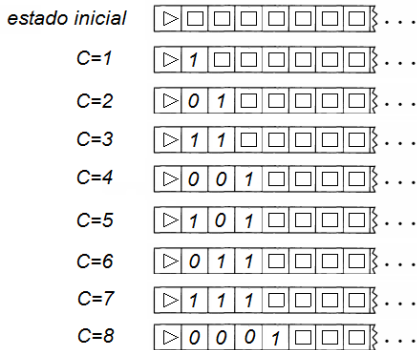 estado inicial ▷ □ □ □ □ □ □ □ ...
C=1 ▷ 1 □ □ □ □ □ □ ...
C=2 ▷ 0 1 □ □ □ □ □ ...
C=3 ▷ 1 1 □ □ □ □ □ ...
C=4 ▷ 0 0 1 □ □ □ □ ...
C=5 ▷ 1 0 1 □ □ □ □ ...
C=6 ▷ 0 1 1 □ □ □ □ ...
C=7 ▷ 1 1 1 □ □ □ □ ...
C=8 ▷ 0 0 0 1 □ □ □ ...